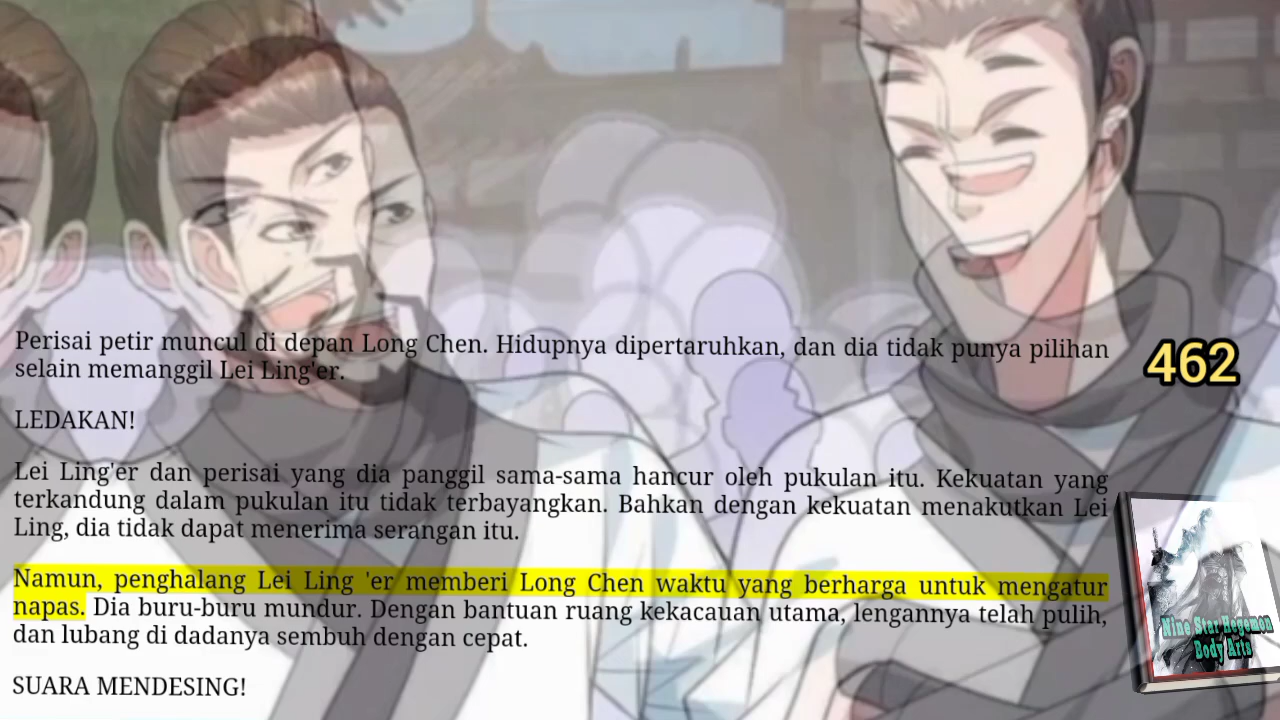 Perisai petir muncul di depan Long Chen. Hidupnya dipertaruhkan, dan dia tidak punya pilihan
selain memanggil Lei Ling'er.
462
LEDAKAN!
Lei Ling'er dan perisai yang dia panggil sama-sama hancur oleh pukulan itu. Kekuatan yang
terkandung dalam pukulan itu tidak terbayangkan. Bahkan dengan kekuatan menakutkan Lei
Ling, dia tidak dapat menerima serangan itu.
Namun, penghalang Lei Ling 'er memberi Long Chen waktu yang berharga untuk mengatur
napas. Dia buru-buru mundur. Dengan bantuan ruang kekacauan utama, lengannya telah pulih,
dan lubang di dadanya sembuh dengan cepat.
SUARA MENDESING!
Nine Star Hegemon
Body Arts